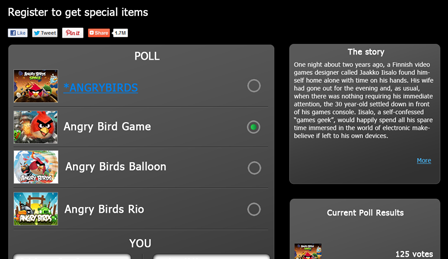 Register to get special items
Like Tweet Pin it Share 1.7M
POLL
*ANGRYBIRDS
Angry Bird Game
Angry Birds Balloon
Angry Birds Rio
YOU
The story
One night about two years ago, a Finnish video
games designer called Jaakko Iisalo found him-
self home alone with time on his hands. His wife
had gone out for the evening and, as usual,
when there was nothing requiring his immediate
attention, the 30 year-old settled down in front
of his games console. Iisalo, a self-confessed
"games geek", would happily spend all his spare
time immersed in the world of electronic make-
believe if left to his own devices.
More
Current Poll Results
125 votes